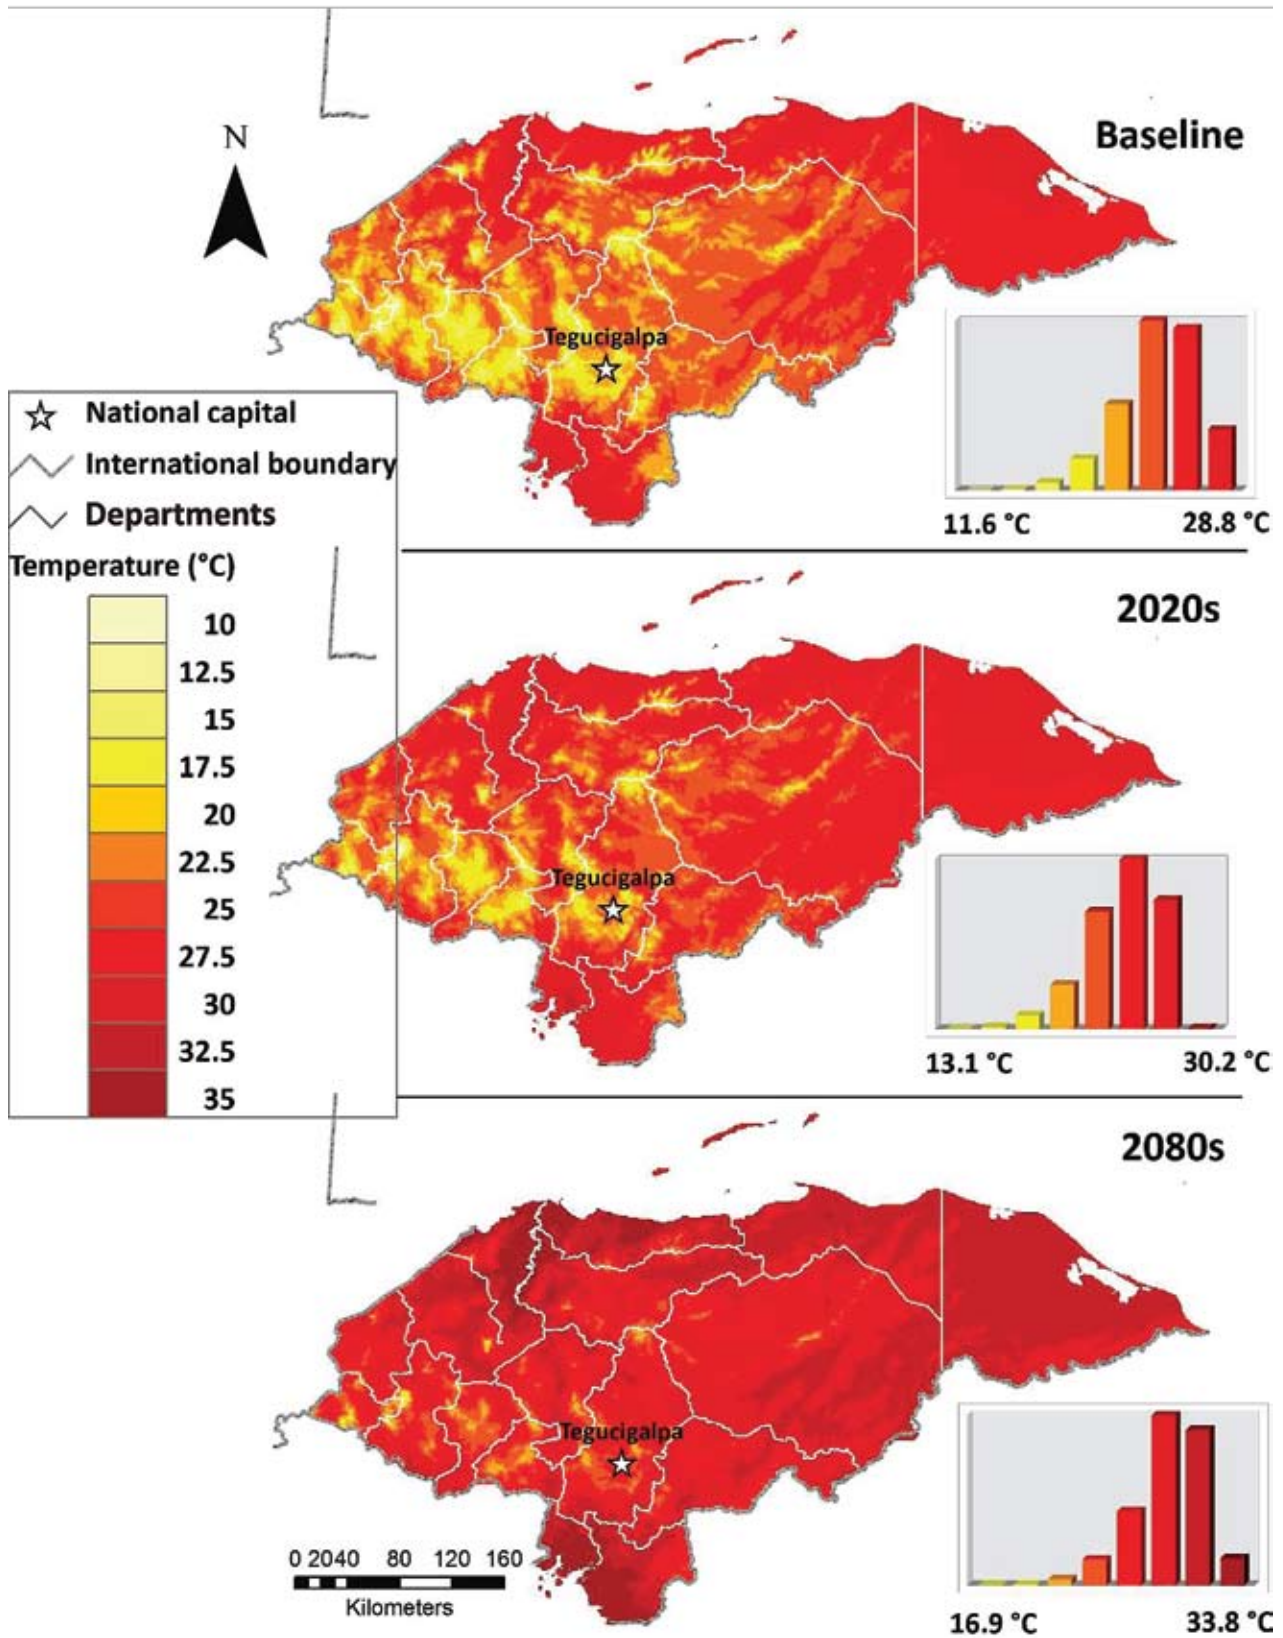 N
Baseline
Tegucigalpa
11.6 °C
28.8 °C
National capital
International boundary
Departments
Temperature (°C)
10
12.5
15
17.5
20
22.5
25
27.5
30
32.5
35
2020s
Tegucigalpa
13.1 °C
30.2 °C
2080s
Tegucigalpa
0 20 40 80 120 160
Kilometers
16.9 °C
33.8 °C